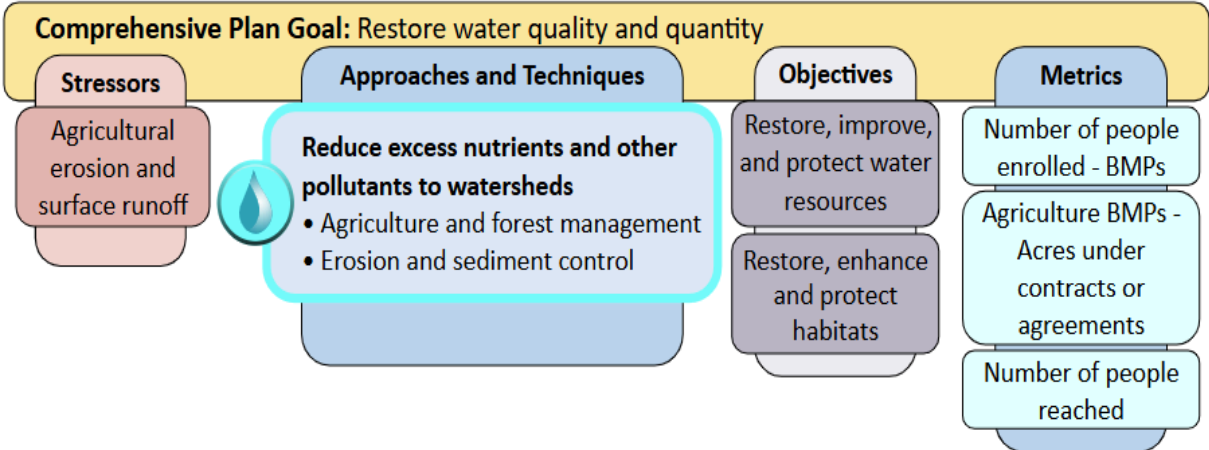 Comprehensive Plan Goal: Restore water quality and quantity
Stressors
Agricultural
erosion and
surface runoff
Approaches and Techniques
Reduce excess nutrients and other
pollutants to watersheds
• Agriculture and forest management
• Erosion and sediment control
Objectives
Restore, improve,
and protect water
resources
Restore, enhance
and protect
habitats
Metrics
Number of people
enrolled - BMPs
Agriculture BMPs -
Acres under
contracts or
agreements
Number of people
reached